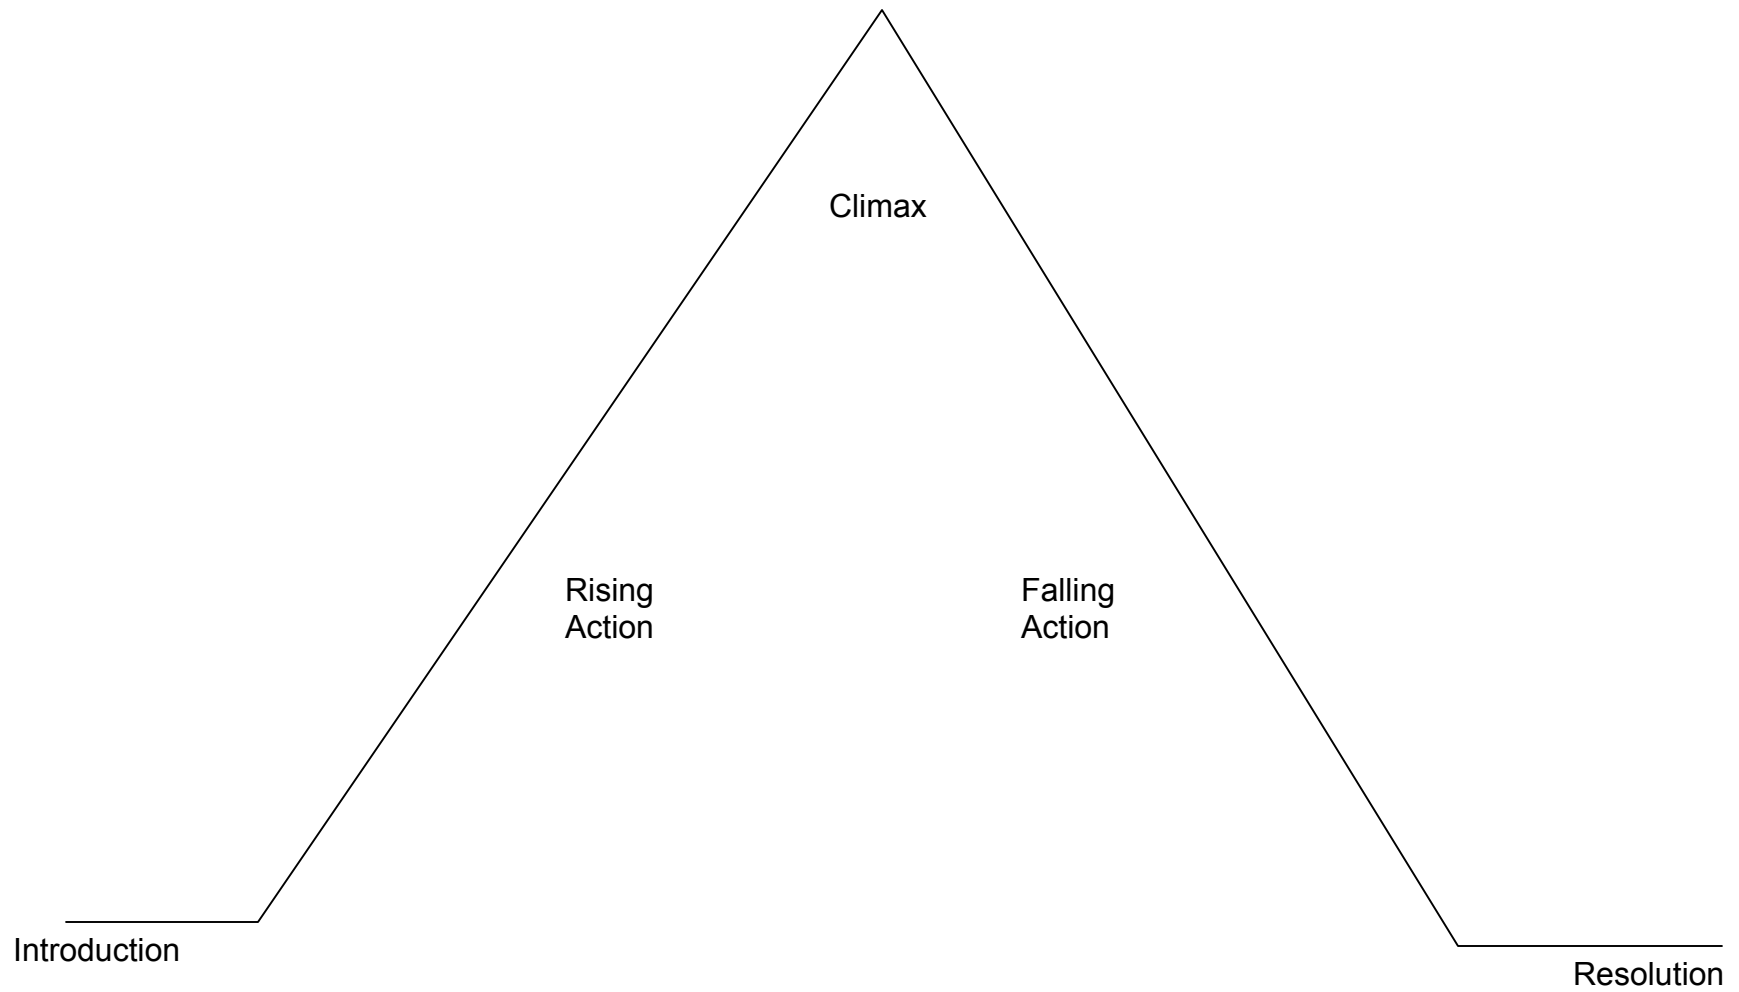 Climax
Rising
Action
Falling
Action
Introduction
Resolution